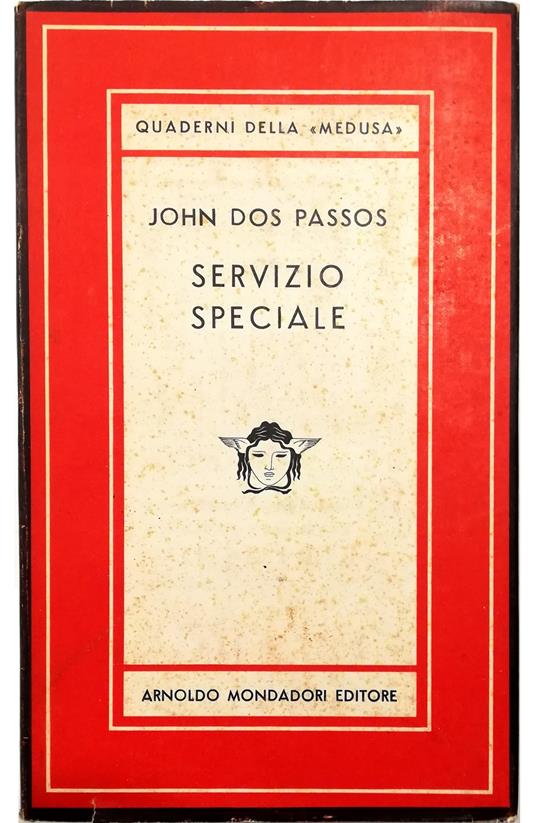 QUADERNI DELLA «MEDUSA»
JOHN DOS PASSOS
SERVIZIO
SPECIALE
ARNOLDO MONDADORI EDITORE